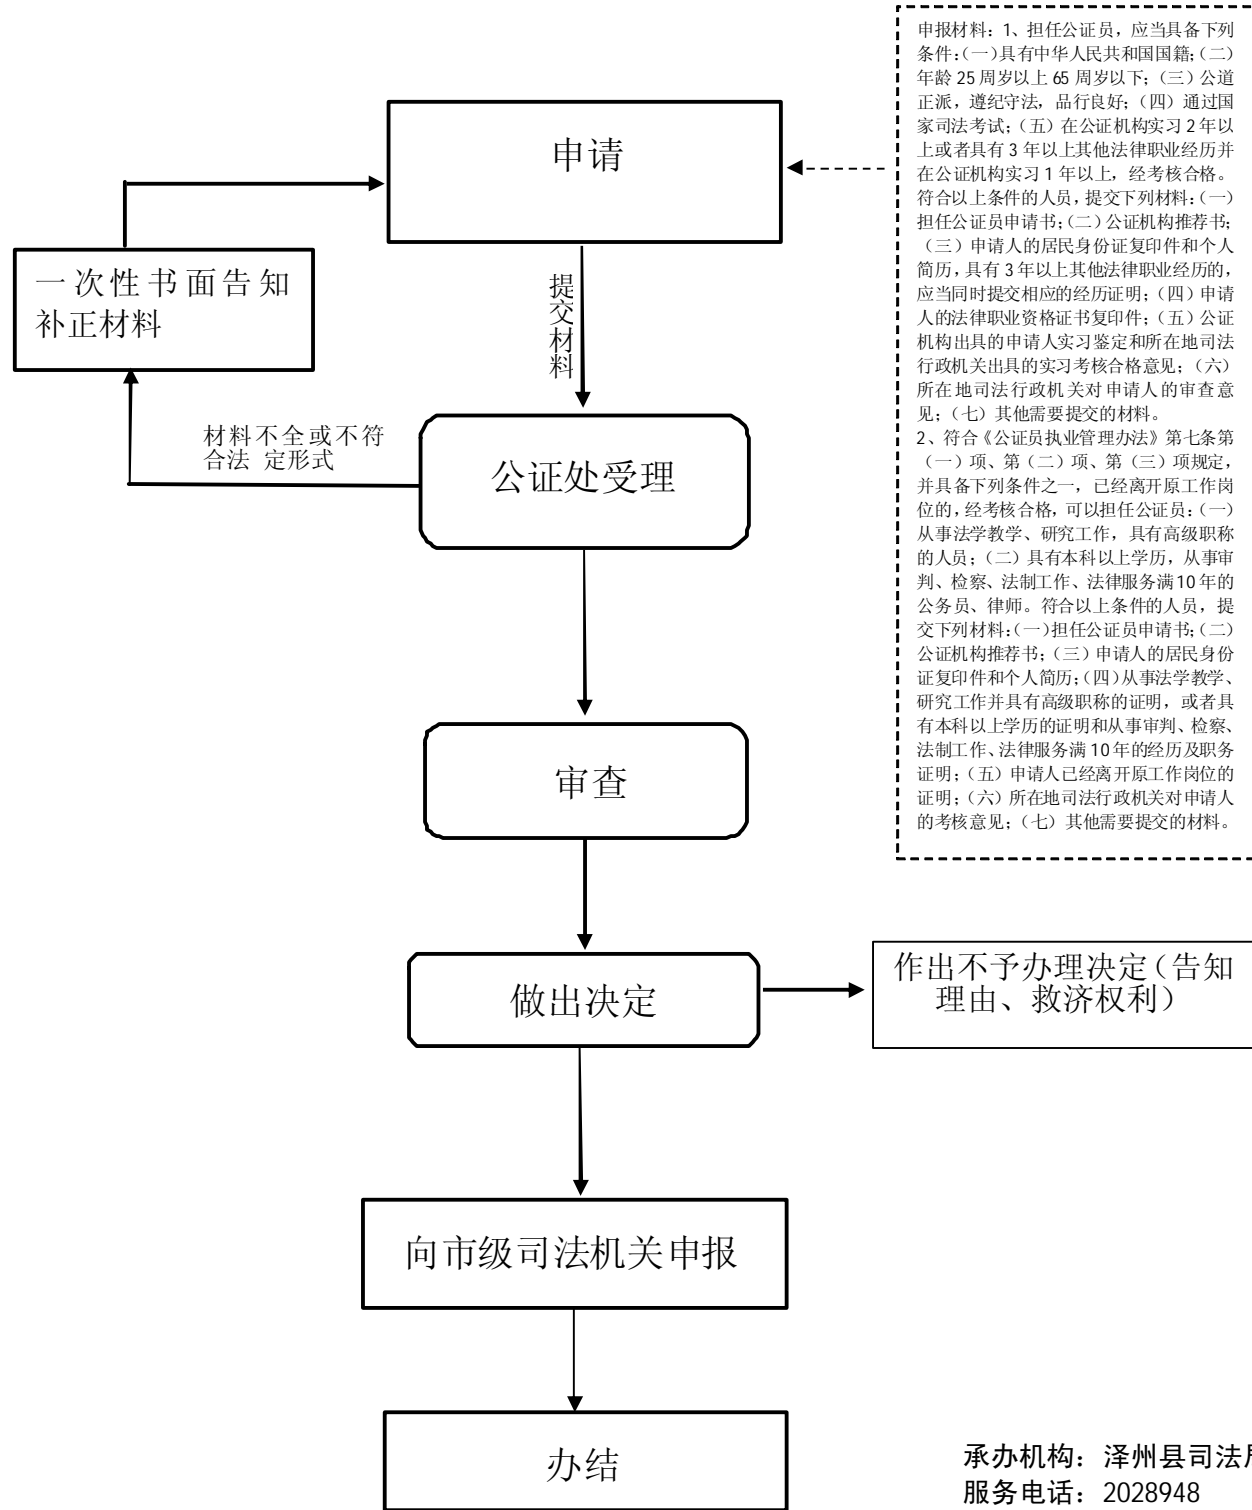 申报材料：1、担任公证员，应当具备下列
条件：（一）具有中华人民共和国国籍；（二）
年龄 25 周岁以上 65 周岁以下；（三）公道
正派，遵纪守法，品行良好；（四）通过国
家司法考试；（五）在公证机构实习 2 年以
上或者具有 3 年以上其他法律职业经历并
在公证机构实习 1 年以上，经考核合格。
符合以上条件的人员，提交下列材料：（一）
担任公证员申请书；（二）公证机构推荐书；
（三）申请人的居民身份证复印件和个人
简历，具有 3 年以上其他法律职业经历的，
应当同时提交相应的经历证明；（四）申请
人的法律职业资格证书复印件；（五）公证
机构出具的申请人实习鉴定和所在地司法
行政机关出具的实习考核合格意见；（六）
所在地司法行政机关对申请人的审查意
见；（七）其他需要提交的材料。
2、符合《公证员执业管理办法》第七条第
（一）项、第（二）项、第（三）项规定，
并具备下列条件之一，已经离开原工作岗
位的，经考核合格，可以担任公证员：（一）
从事法学教学、研究工作，具有高级职称
的人员；（二）具有本科以上学历，从事审
判、检察、法制工作、法律服务满 10 年的
公务员、律师。符合以上条件的人员，提
交下列材料：（一）担任公证员申请书；（二）
公证机构推荐书；（三）申请人的居民身份
证复印件和个人简历；（四）从事法学教学、
研究工作并具有高级职称的证明，或者具
有本科以上学历的证明和从事审判、检察、
法制工作、法律服务满 10 年的经历及职务
证明；（五）申请人已经离开原工作岗位的
证明；（六）所在地司法行政机关对申请人
的考核意见；（七）其他需要提交的材料。
申请
一次性书面告知
补正材料
提交材料
材料不全或不符
合法 定形式
公证处受理
审查
做出决定
作出不予办理决定（告知
理由、救济权利）
向市级司法机关申报
办结
承办机构：泽州县司法局
服务电话：2028948